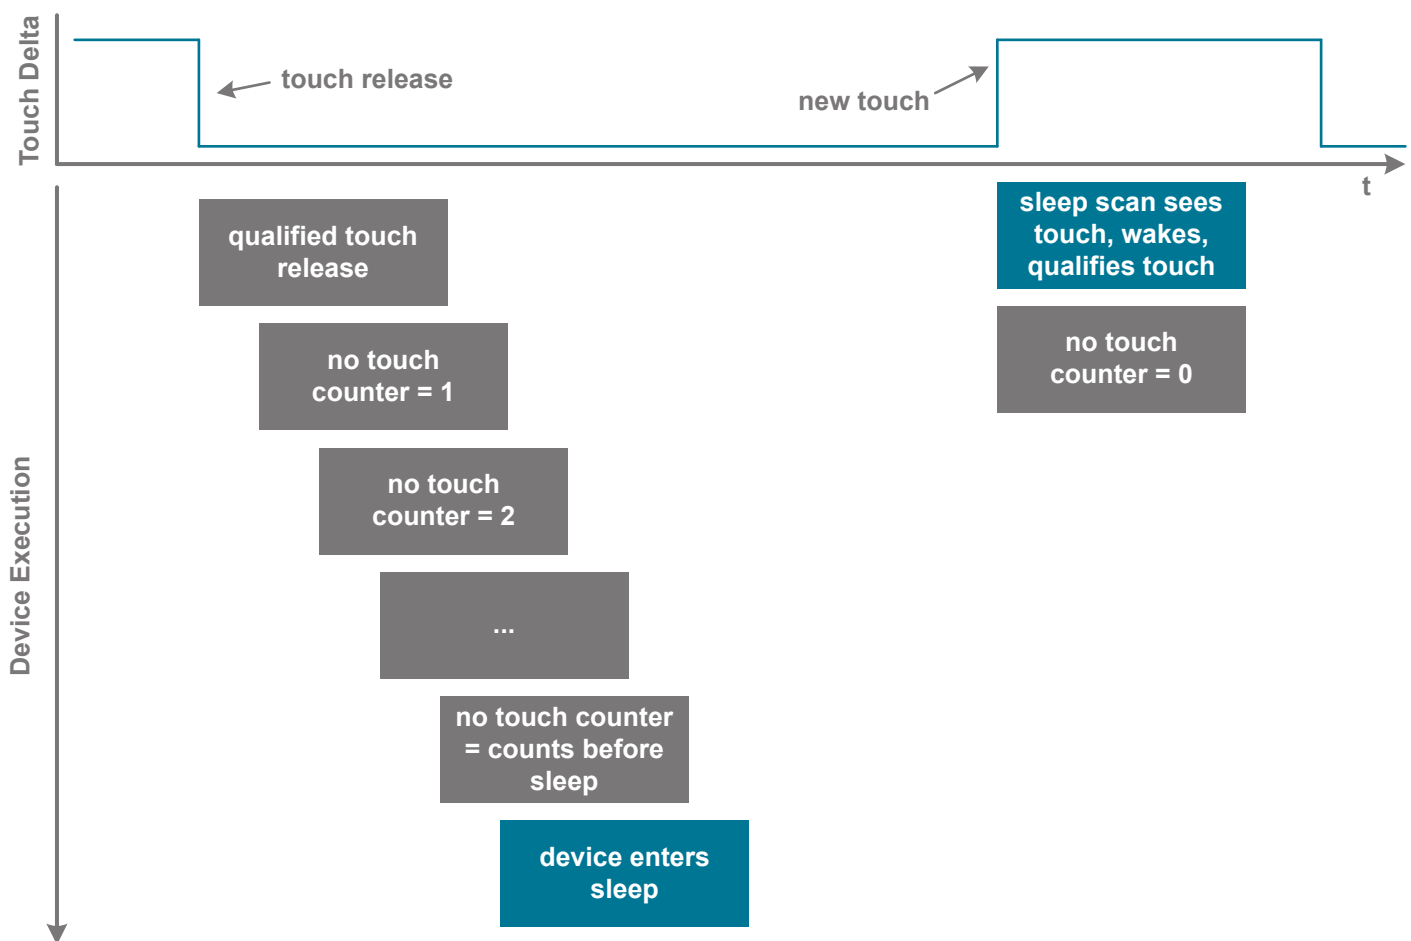 Touch Delta
touch release
new touch
t
Device Execution
qualified touch
release
no touch
counter = 1
no touch
counter = 2
...
no touch counter
= counts before
sleep
device enters
sleep
sleep scan sees
touch, wakes,
qualifies touch
no touch
counter = 0